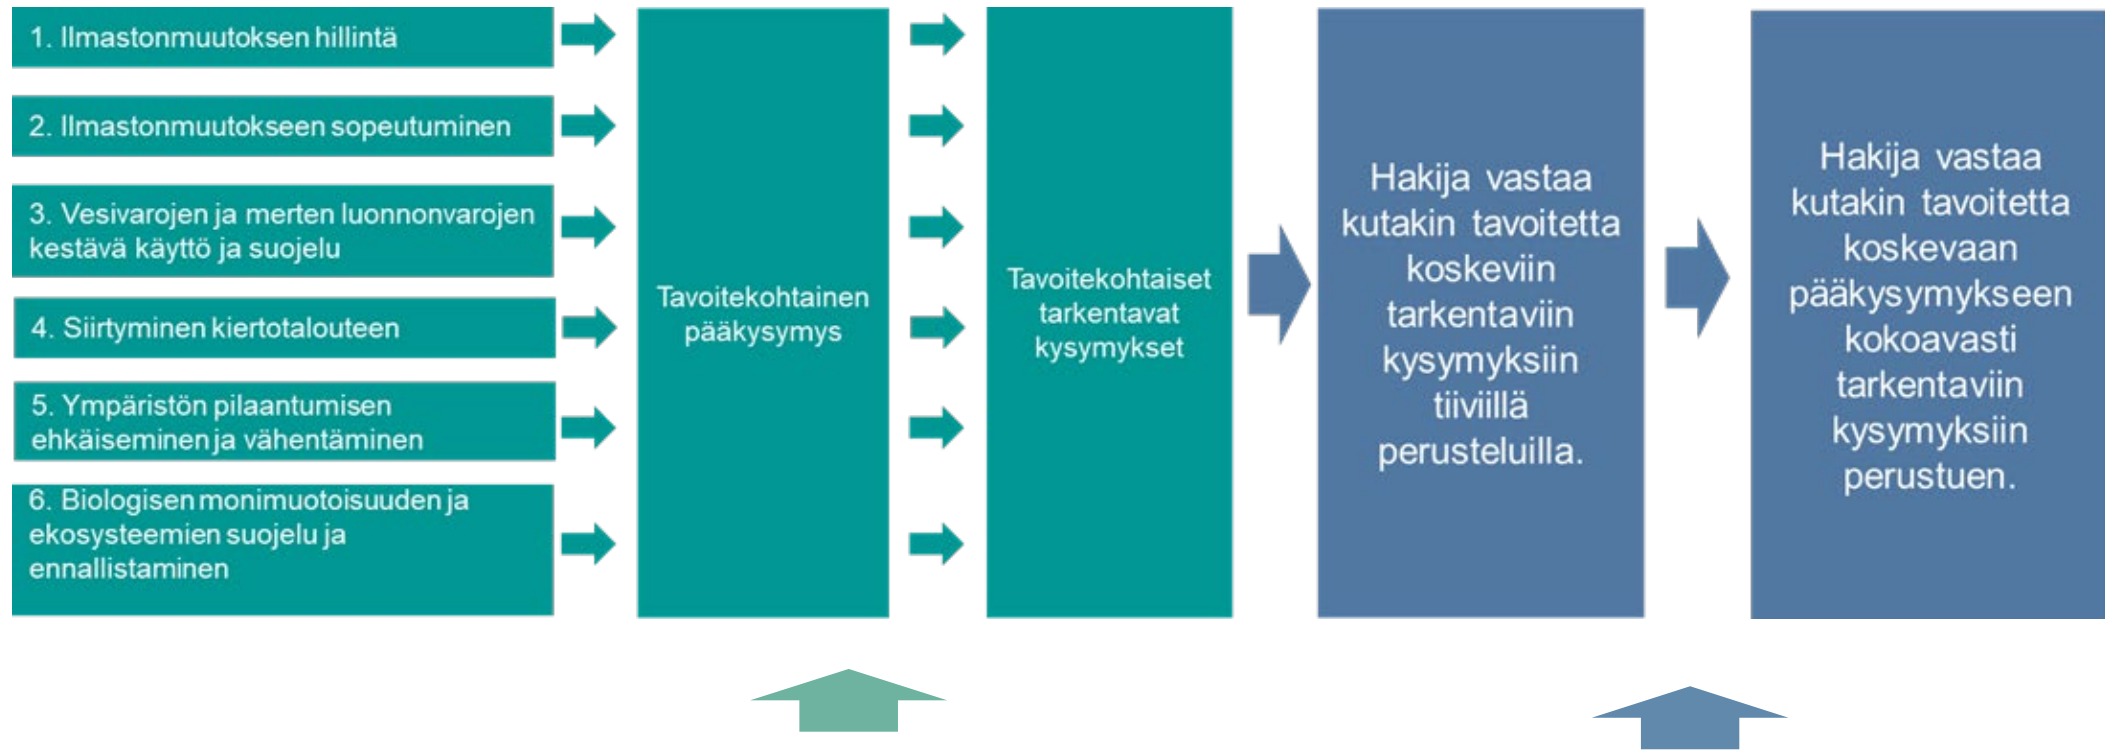 1. Ilmastonmuutoksen hillintä
2. Ilmastonmuutokseen sopeutuminen
3. Vesivarojen ja merten luonnonvarojen
kestävä käyttö ja suojelu
4. Siirtyminen kiertotalouteen
5. Ympäristön pilaantumisen
ehkäiseminen ja vähentäminen
6. Biologisen monimuotoisuuden ja
ekosysteemien suojelu ja
ennallistaminen
Tavoitekohtainen
pääkysymys
Tavoitekohtaiset
tarkentavat
kysymykset
Hakija vastaa
kutakin tavoitetta
koskeviin
tarkentaviin
kysymyksiin
tiiviillä
perusteluilla.
Hakija vastaa
kutakin tavoitetta
koskevaan
pääkysymykseen
kokoavasti
tarkentaviin
kysymyksiin
perustuen.